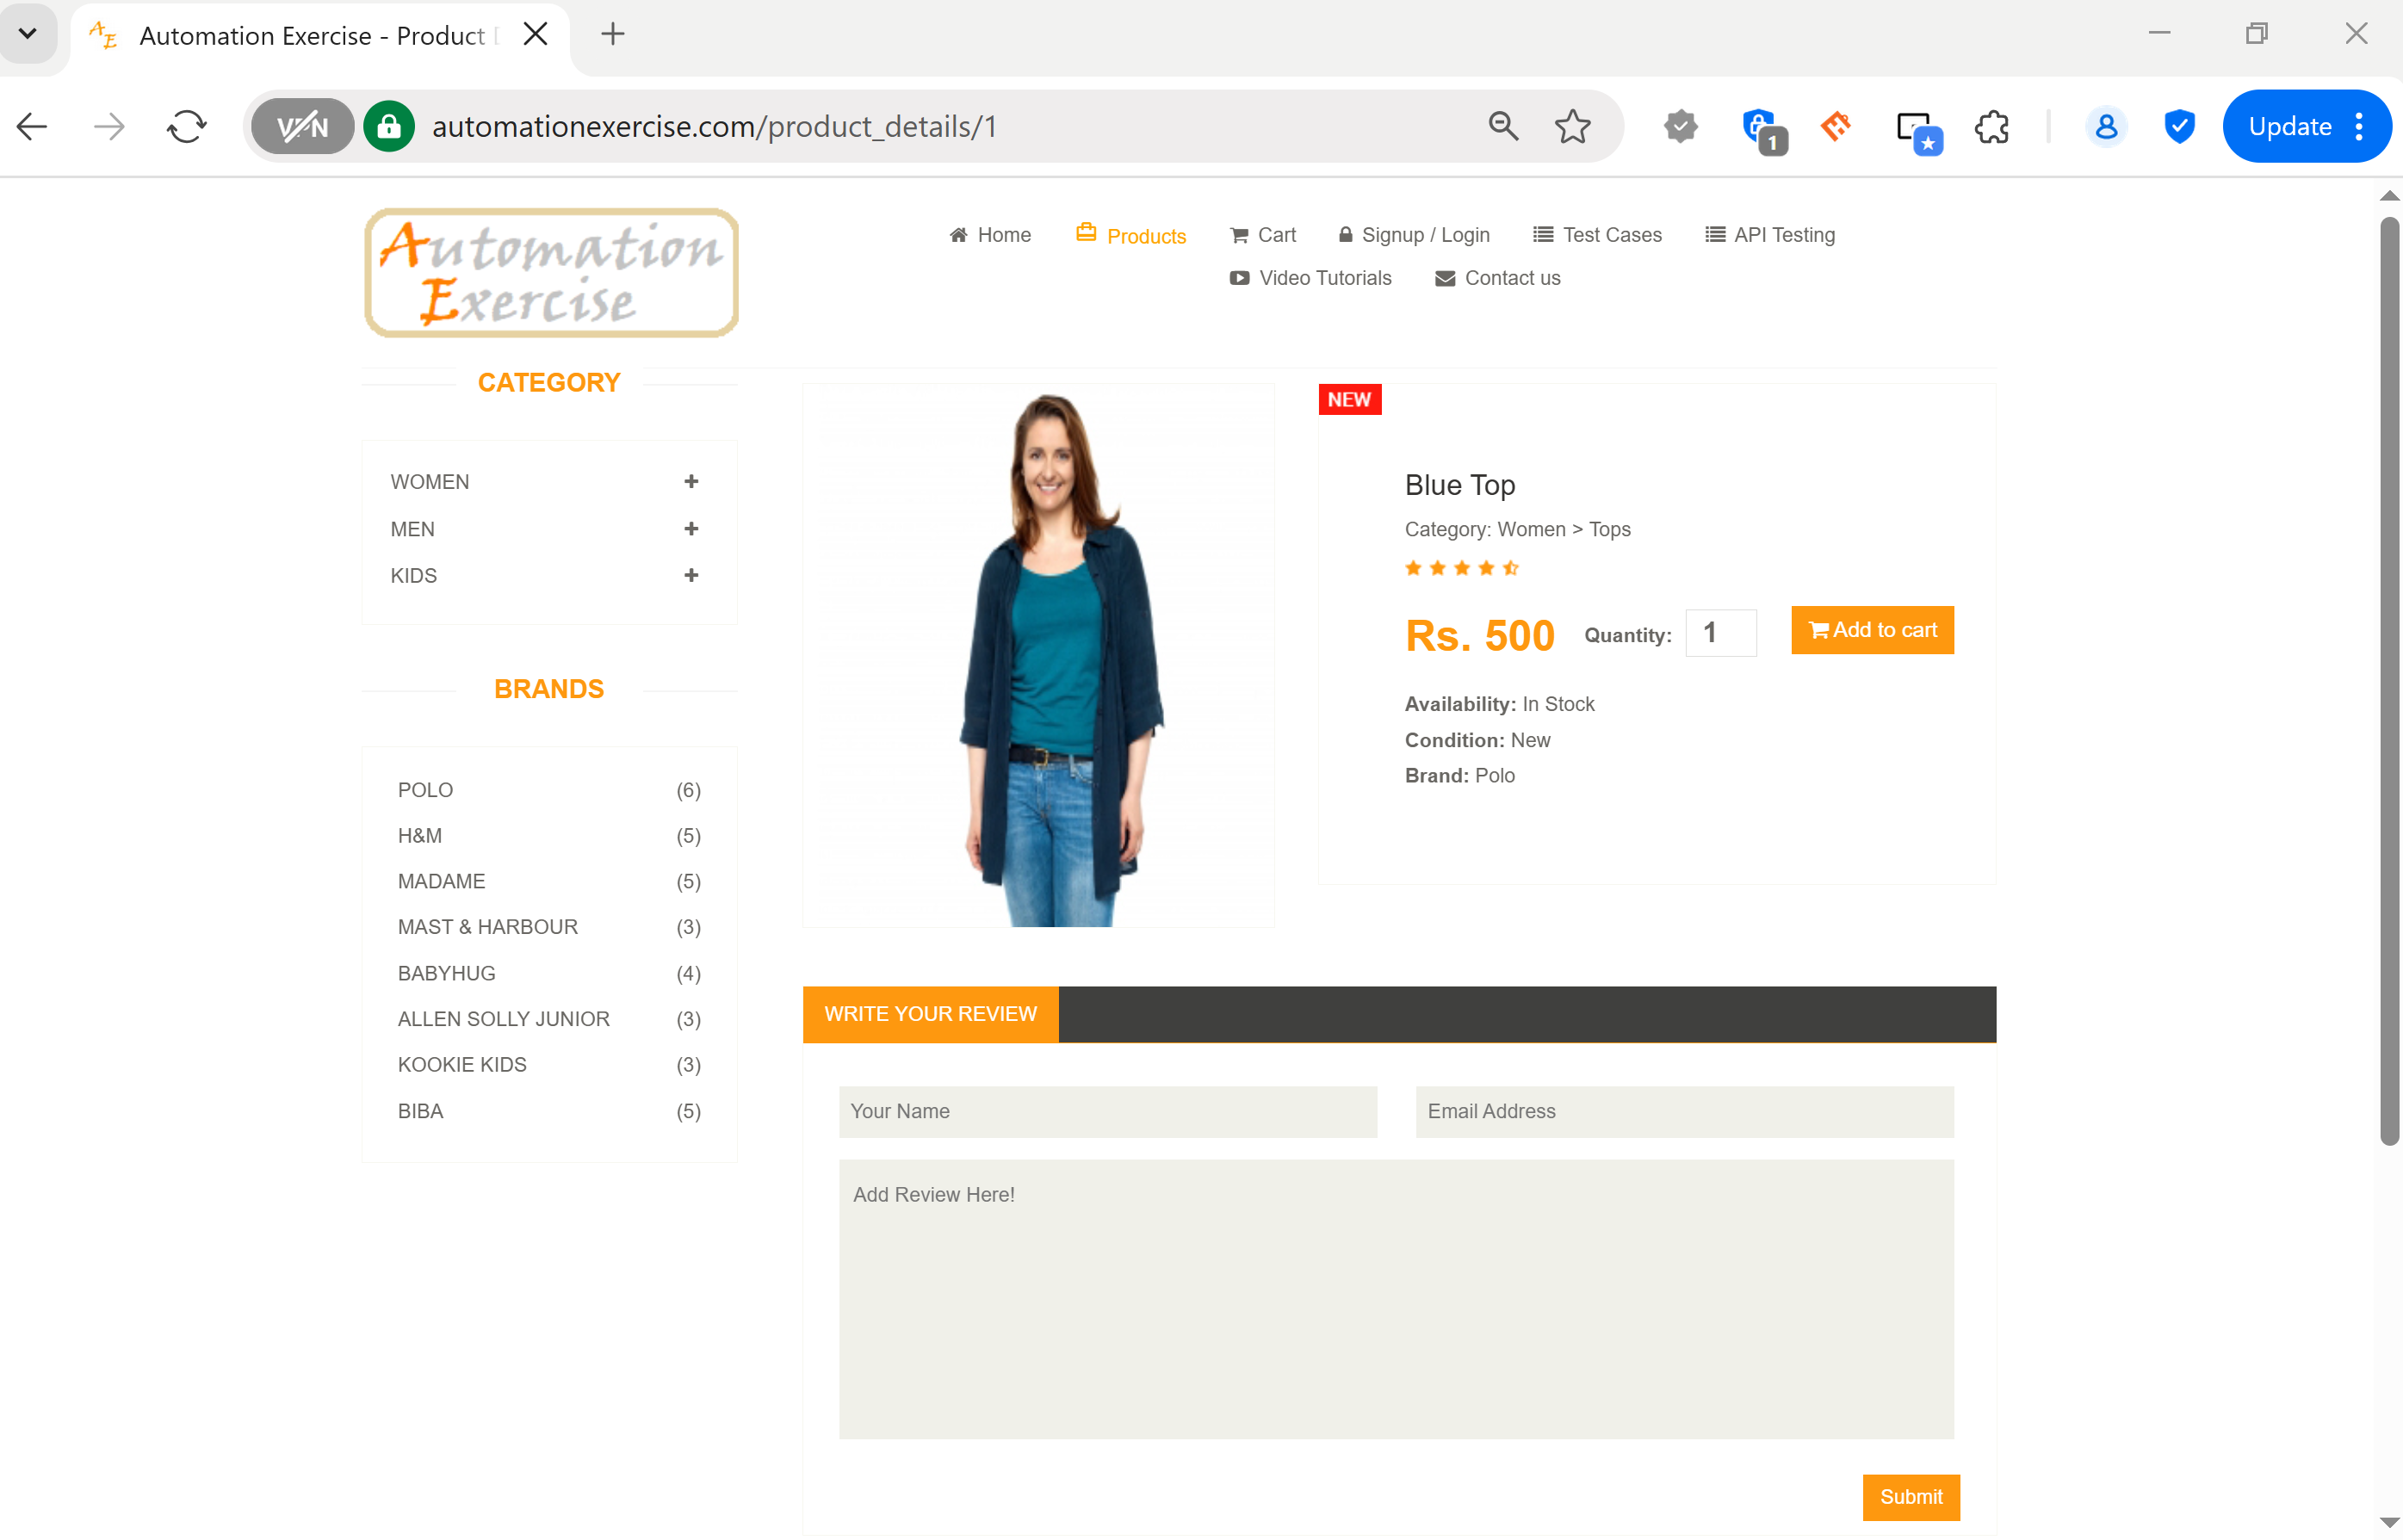 Automation Exercise - Product
VPN
automationexercise.com/product_details/1
1
Update
Automation
Exercise
Home
Products
Cart
Signup / Login
Test Cases
API Testing
Video Tutorials
Contact us
CATEGORY
WOMEN
MEN
KIDS
BRANDS
POLO (6)
H&M (5)
MADAME (5)
MAST & HARBOUR (3)
BABYHUG (4)
ALLEN SOLLY JUNIOR (3)
KOOKIE KIDS (3)
BIBA (5)
NEW
Blue Top
Category: Women > Tops
Rs. 500 Quantity: 1 Add to cart
Availability: In Stock
Condition: New
Brand: Polo
WRITE YOUR REVIEW
Your Name
Email Address
Add Review Here!
Submit